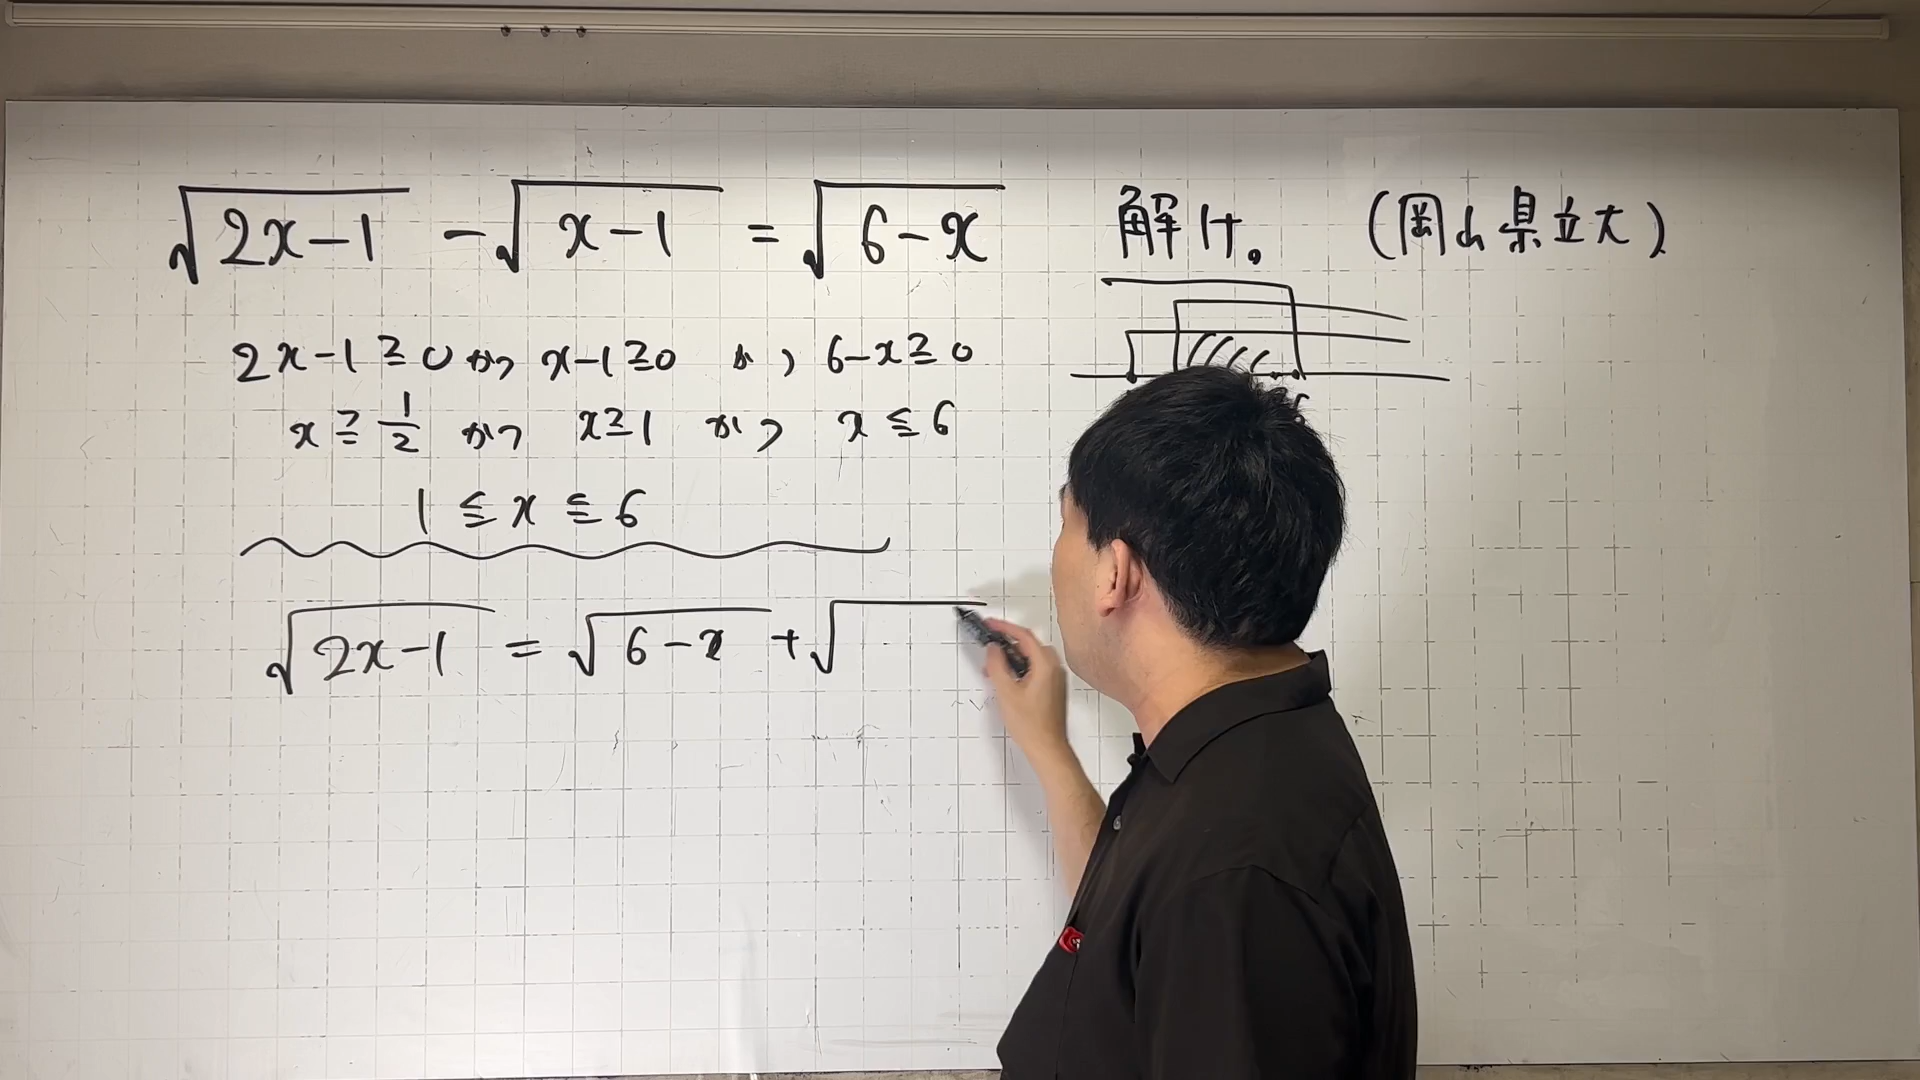 √(2x-1) - √(x-1) = √(6-x) 解け。 (岡山県立大)
2x-1≧0 かつ x-1≧0 かつ 6-x≧0
x≧1/2 かつ x≧1 かつ x≦6
6
1≦x≦6
√(2x-1) = √(6-x) + √